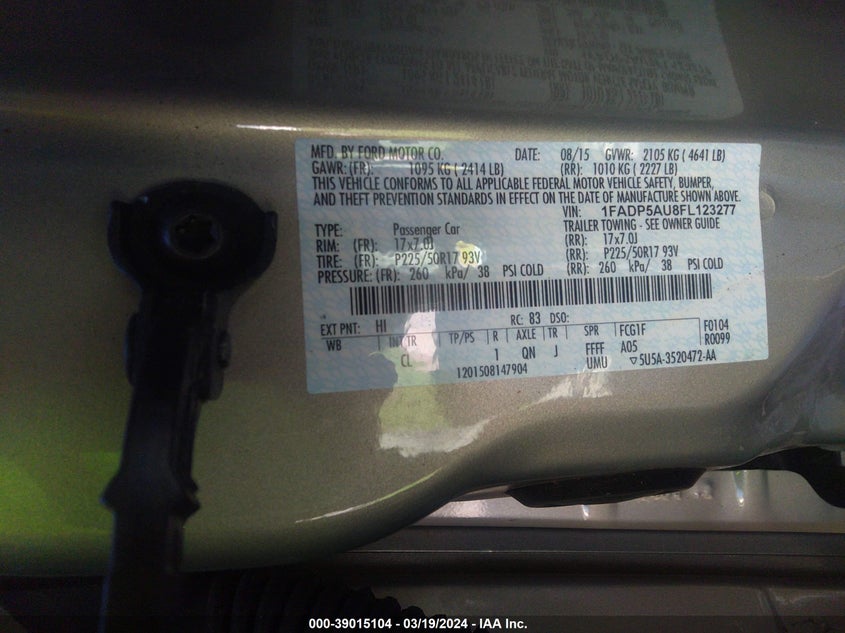 MFD. BY FORD MOTOR CO. DATE: 08/15 GVWR: 2105 KG ( 4641 LB)
GAWR: (FR): 1095 KG ( 2414 LB) (RR): 1010 KG ( 2227 LB)
THIS VEHICLE CONFORMS TO ALL APPLICABLE FEDERAL MOTOR VEHICLE SAFETY, BUMPER,
AND THEFT PREVENTION STANDARDS IN EFFECT ON THE DATE OF MANUFACTURE SHOWN ABOVE.
VIN: 1FADP5AU8FL123277
TYPE: Passenger Car TRAILER TOWING - SEE OWNER GUIDE
RIM: (FR): 17x7.0J (RR): 17x7.0J
TIRE: (FR): P225/50R17 93V (RR): P225/50R17 93V
PRESSURE: (FR): 260 kPa/ 38 PSI COLD (RR): 260 kPa/ 38 PSI COLD
EXT PNT: HI RC: 83 DSO:
WB INT TR TP/PS R AXLE TR SPR FCG1F F0104
CL 1 QN J FFFF A05 R0099
1201508147904 UMU ▽5U5A-3520472-AA
000-39015104 - 03/19/2024 - IAA Inc.